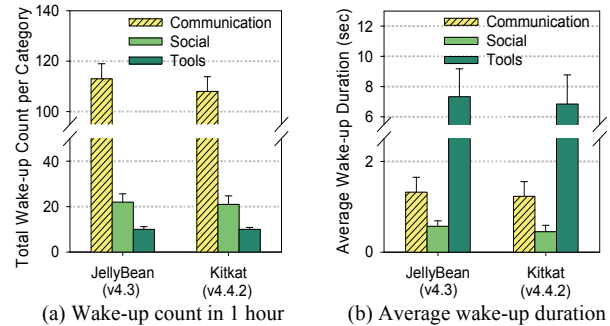 Total Wake-up Count per Category
140
120
100
40
20
0
Communication
Social
Tools
JellyBean
(v4.3)
Kitkat
(v4.4.2)
(a) Wake-up count in 1 hour
Average Wake-up Duration (sec)
12
10
8
6
2
0
Communication
Social
Tools
JellyBean
(v4.3)
Kitkat
(v4.4.2)
(b) Average wake-up duration